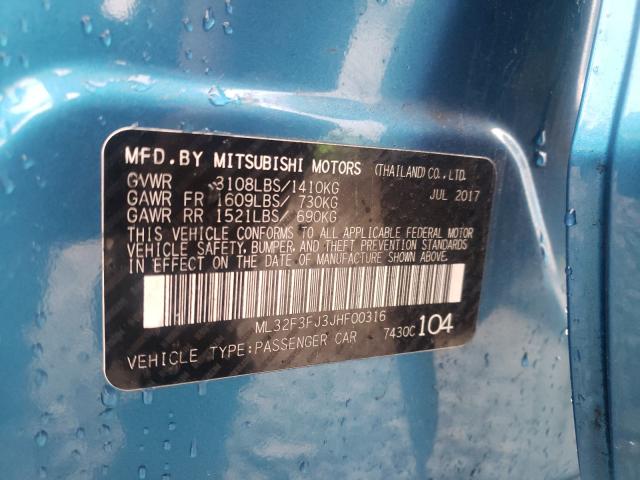 MFD. BY MITSUBISHI MOTORS (THAILAND) CO., LTD.
GVWR 3108LBS/1410KG JUL 2017
GAWR FR 1609LBS/ 730KG
GAWR RR 1521LBS/ 690KG
THIS VEHICLE CONFORMS TO ALL APPLICABLE FEDERAL MOTOR
VEHICLE SAFETY, BUMPER, AND THEFT PREVENTION STANDARDS
IN EFFECT ON THE DATE OF MANUFACTURE SHOWN ABOVE.
ML32F3FJ3JHF00316
VEHICLE TYPE:PASSENGER CAR 7430C 104